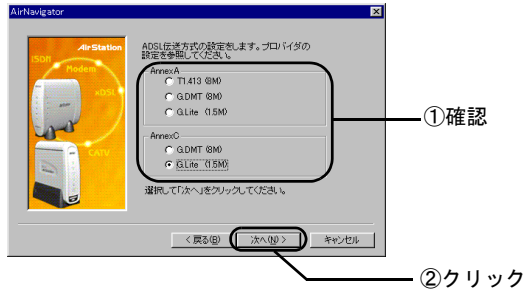 AirNavigator
AirStation
ISDN
Modem
xDSL
CATV
ADSL伝送方式の設定をします。プロバイダの
設定を参照してください。
AnnexA
T1.413 (8M)
G.DMT (8M)
G.Lite (1.5M)
AnnexC
G.DMT (8M)
G.Lite (1.5M)
選択して「次へ」をクリックしてください。
< 戻る(B)
次へ(N) >
キャンセル
①確認
②クリック